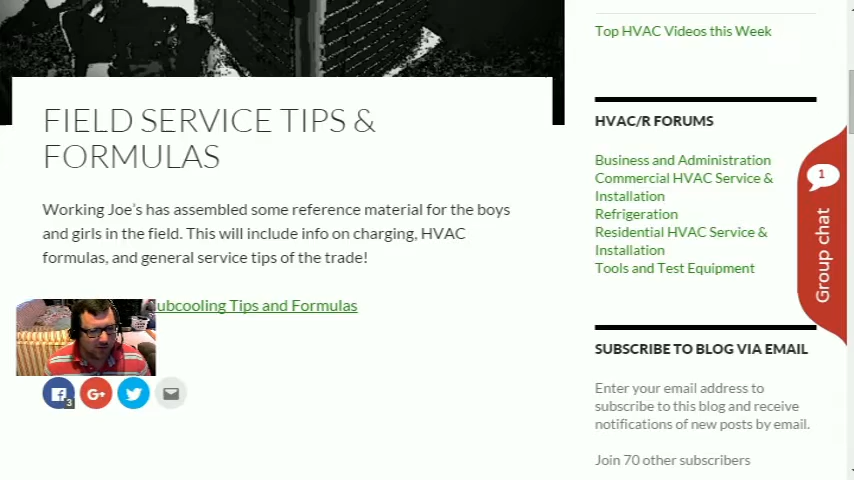 FIELD SERVICE TIPS &
FORMULAS
Working Joe's has assembled some reference material for the boys
and girls in the field. This will include info on charging, HVAC
formulas, and general service tips of the trade!
ubcooling Tips and Formulas
3
Top HVAC Videos this Week
HVAC/R FORUMS
Business and Administration
Commercial HVAC Service &
Installation
Refrigeration
Residential HVAC Service &
Installation
Tools and Test Equipment
SUBSCRIBE TO BLOG VIA EMAIL
Enter your email address to
subscribe to this blog and receive
notifications of new posts by email.
Join 70 other subscribers
1
Group chat